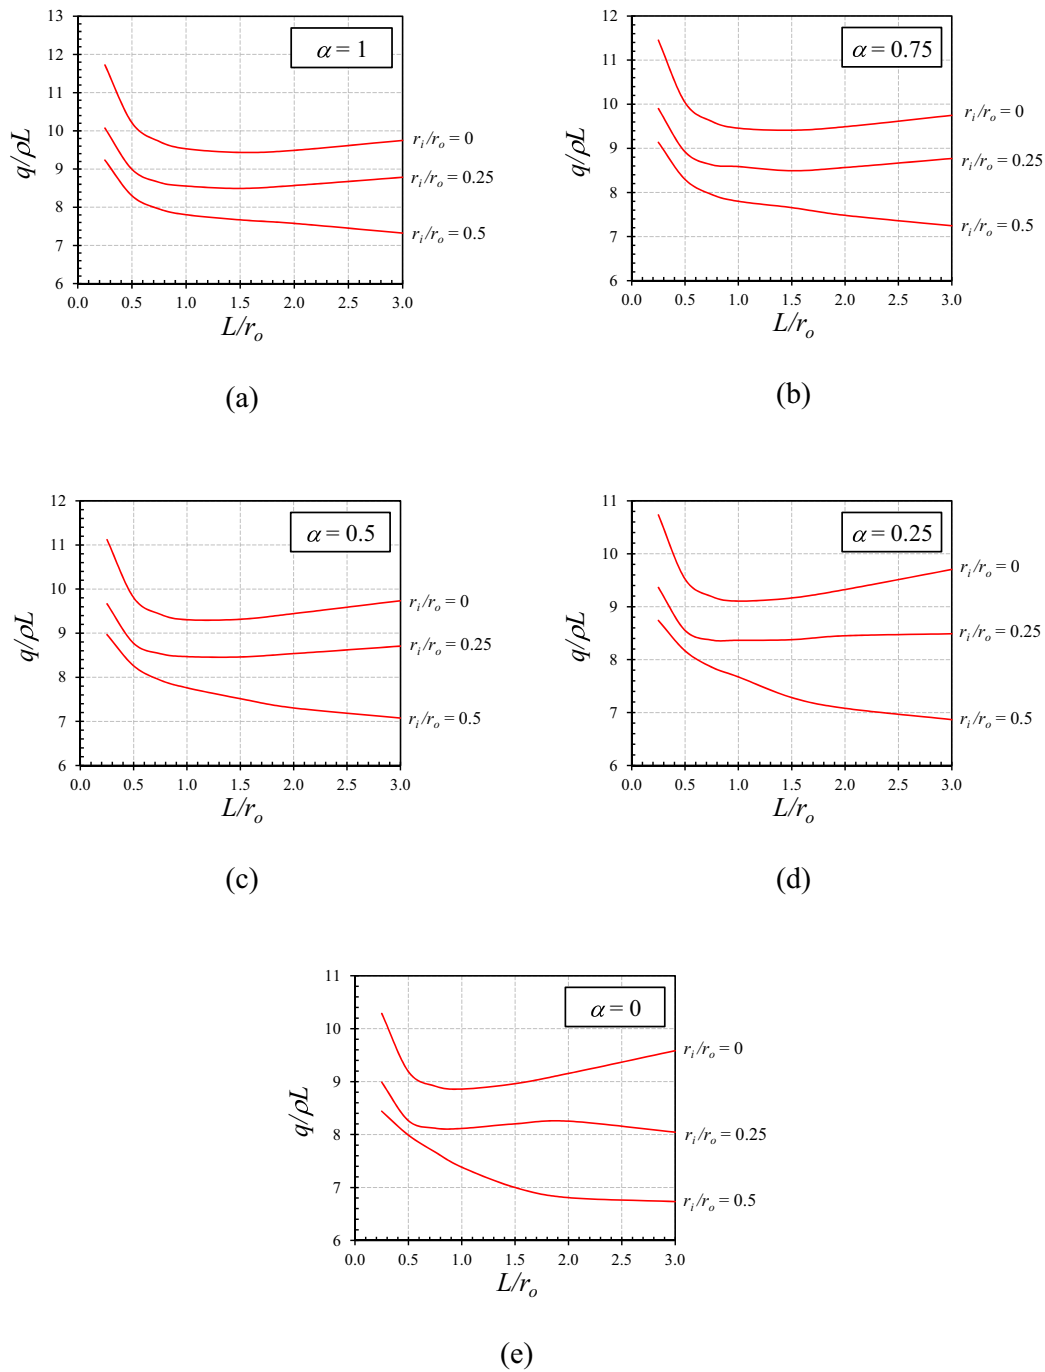 13
12
11
10
9
8
7
6
q/ρL
α = 1
r_i/r_o = 0
r_i/r_o = 0.25
r_i/r_o = 0.5
0.0 0.5 1.0 1.5 2.0 2.5 3.0
L/r_o
(a)
12
11
10
9
8
7
6
q/ρL
α = 0.75
r_i/r_o = 0
r_i/r_o = 0.25
r_i/r_o = 0.5
0.0 0.5 1.0 1.5 2.0 2.5 3.0
L/r_o
(b)
12
11
10
9
8
7
6
q/ρL
α = 0.5
r_i/r_o = 0
r_i/r_o = 0.25
r_i/r_o = 0.5
0.0 0.5 1.0 1.5 2.0 2.5 3.0
L/r_o
(c)
11
10
9
8
7
6
q/ρL
α = 0.25
r_i/r_o = 0
r_i/r_o = 0.25
r_i/r_o = 0.5
0.0 0.5 1.0 1.5 2.0 2.5 3.0
L/r_o
(d)
11
10
9
8
7
6
q/ρL
α = 0
r_i/r_o = 0
r_i/r_o = 0.25
r_i/r_o = 0.5
0.0 0.5 1.0 1.5 2.0 2.5 3.0
L/r_o
(e)